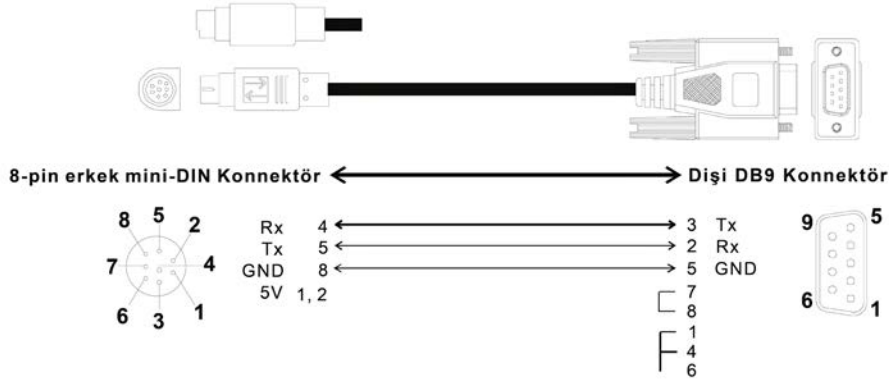 8-pin erkek mini-DIN Konnektör Dişi DB9 Konnektör
8 5 2 7 4 6 3 1
Rx 4 3 Tx
Tx 5 2 Rx
GND 8 5 GND
5V 1, 2 7
8
1
4
6
9 5
6 1